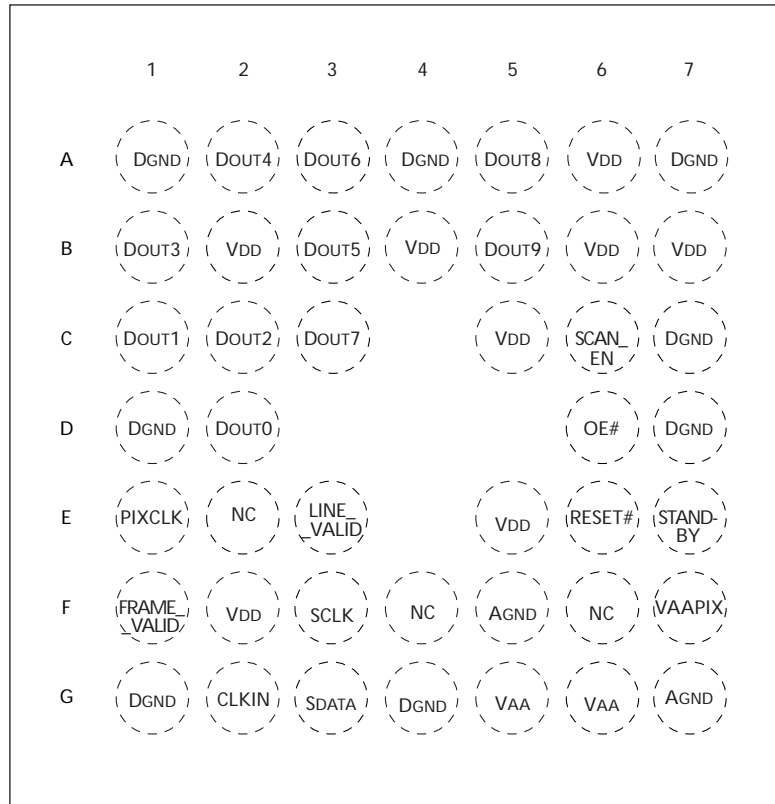 1 2 3 4 5 6 7
A DGND DOUT4 DOUT6 DGND DOUT8 VDD DGND
B DOUT3 VDD DOUT5 VDD DOUT9 VDD VDD
C DOUT1 DOUT2 DOUT7 VDD SCAN_
EN DGND
D DGND DOUT0 OE# DGND
E PIXCLK NC LINE_
_VALID VDD RESET# STAND-
BY
F FRAME_
_VALID VDD SCLK NC AGND NC VAAPIX
G DGND CLKIN SDATA DGND VAA VAA AGND